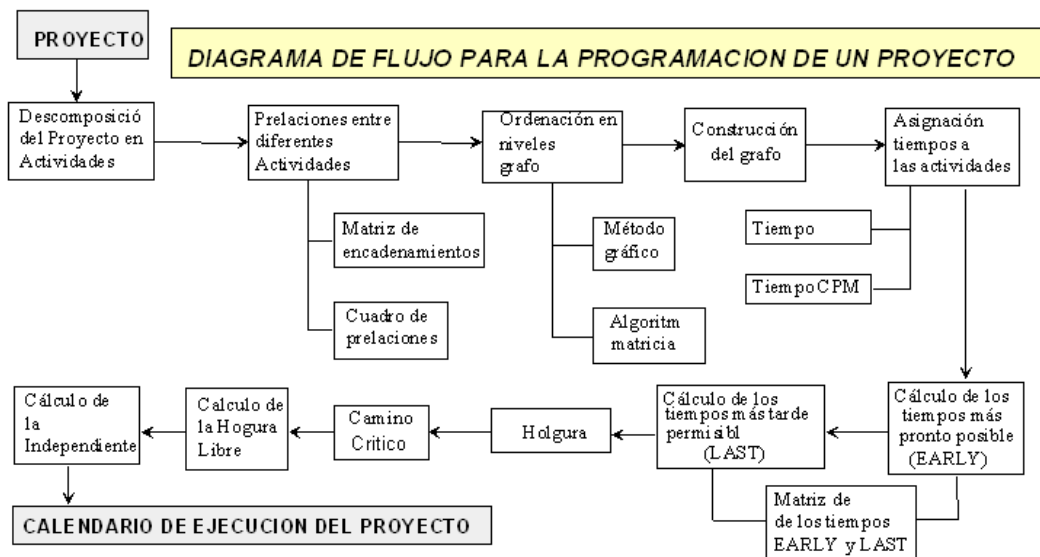 PROYECTO
DIAGRAMA DE FLUJO PARA LA PROGRAMACION DE UN PROYECTO
Descomposició
del Proyecto en
Actividades
Prelaciones entre
diferentes
Actividades
Ordenación en
niveles
grafo
Construcción
del grafo
Asignación
tiempos a
las actividades
Matriz de
encadenamientos
Cuadro de
prelaciones
Método
gráfico
Algoritm
matricia
Tiempo
Tiempo CPM
Cálculo de los
tiempos más
pronto posible
(EARLY)
Cálculo de los
tiempos más tarde
permisibl
(LAST)
Holgura
Camino
Critico
Calculo de
la Hogura
Libre
Cálculo de
la
Independiente
Matriz de
de los tiempos
EARLY y LAST
CALENDARIO DE EJECUCION DEL PROYECTO